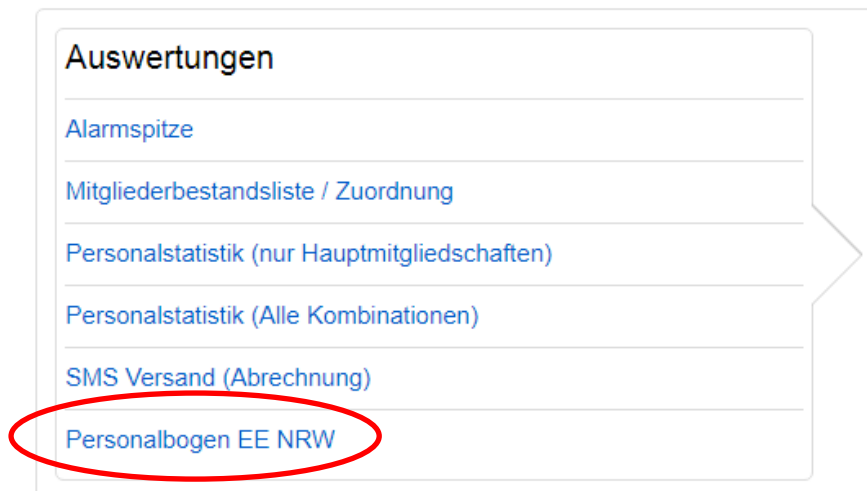 Auswertungen
Alarmspitze
Mitgliederbestandsliste / Zuordnung
Personalstatistik (nur Hauptmitgliedschaften)
Personalstatistik (Alle Kombinationen)
SMS Versand (Abrechnung)
Personalbogen EE NRW